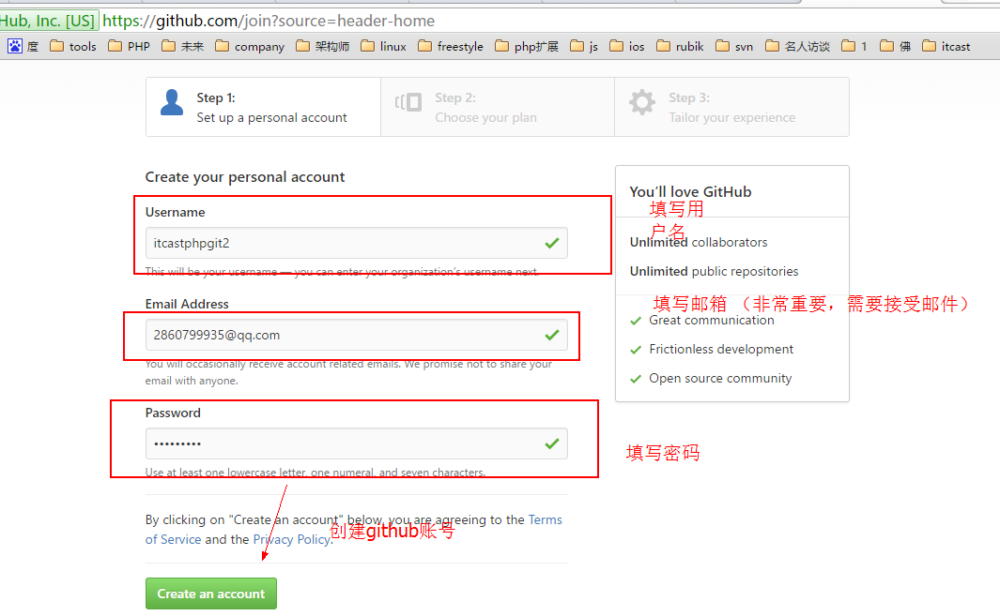 Hub, Inc. [US] https://github.com/join?source=header-home
度 tools PHP 未来 company 架构师 linux freestyle php扩展 js ios rubik svn 名人访谈 1 佛 itcast
Step 1:
Set up a personal account
Step 2:
Choose your plan
Step 3:
Tailor your experience
Create your personal account
Username
itcastphpgit2
This will be your username — you can enter your organization's username next.
Email Address
2860799935@qq.com
You will occasionally receive account related emails. We promise not to share your
email with anyone.
Password
•••••••••
Use at least one lowercase letter, one numeral, and seven characters.
By clicking on "Create an account" below, you are agreeing to the Terms
of Service and the Privacy Policy.
创建github账号
Create an account
You'll love GitHub
填写用
户名
Unlimited collaborators
Unlimited public repositories
填写邮箱 （非常重要，需要接受邮件）
Great communication
Frictionless development
Open source community
填写密码